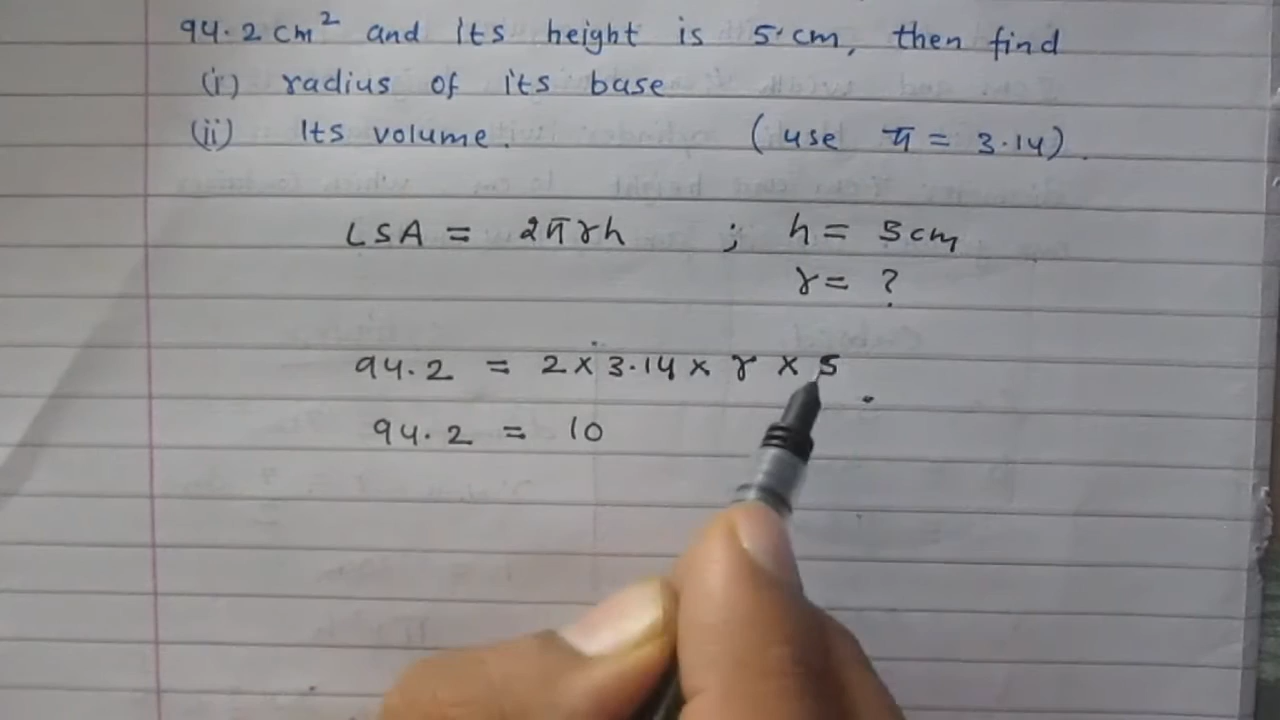 94.2 cm² and its height is 5 cm, then find
(i) radius of its base
(ii) Its volume. (use π = 3.14).
LSA = 2πrh ; h = 5cm
r = ?
94.2 = 2 × 3.14 × r × 5
94.2 = 10